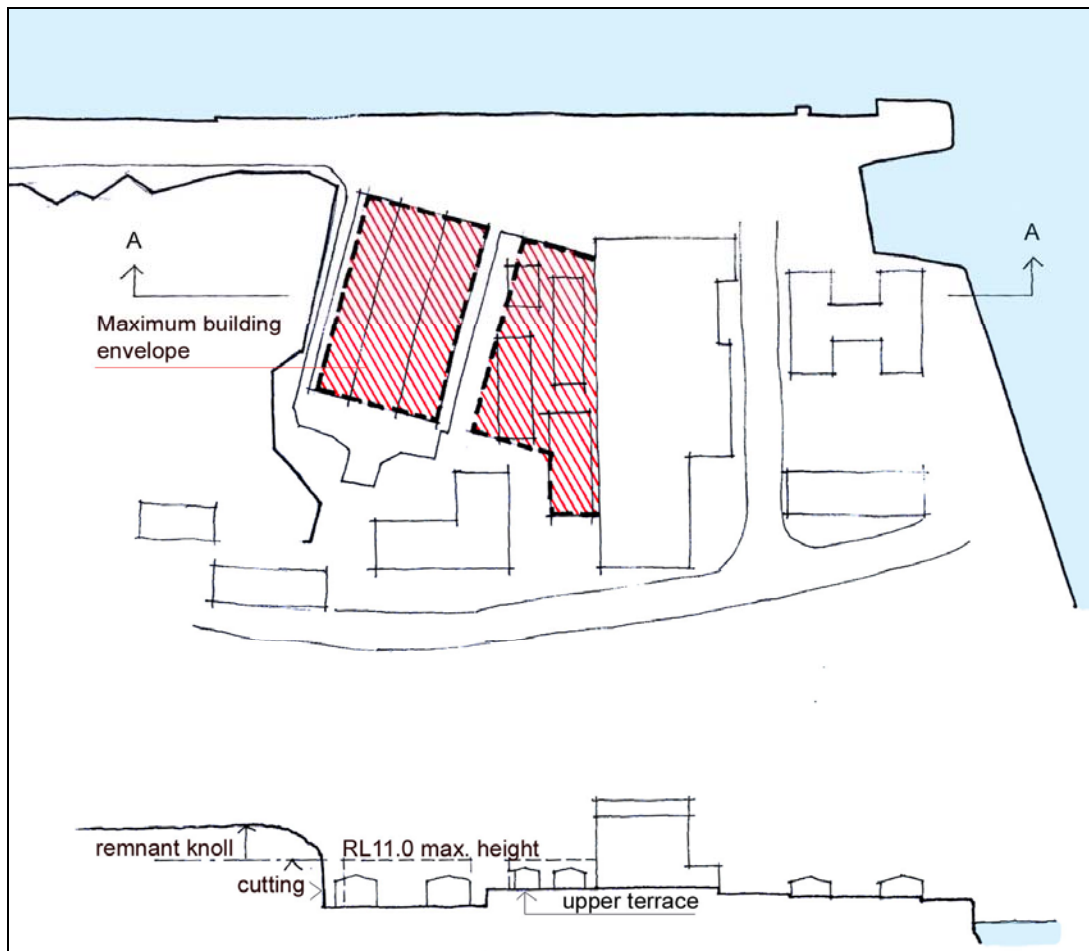 A
A
Maximum building
envelope
remnant knoll
RL11.0 max. height
cutting
upper terrace